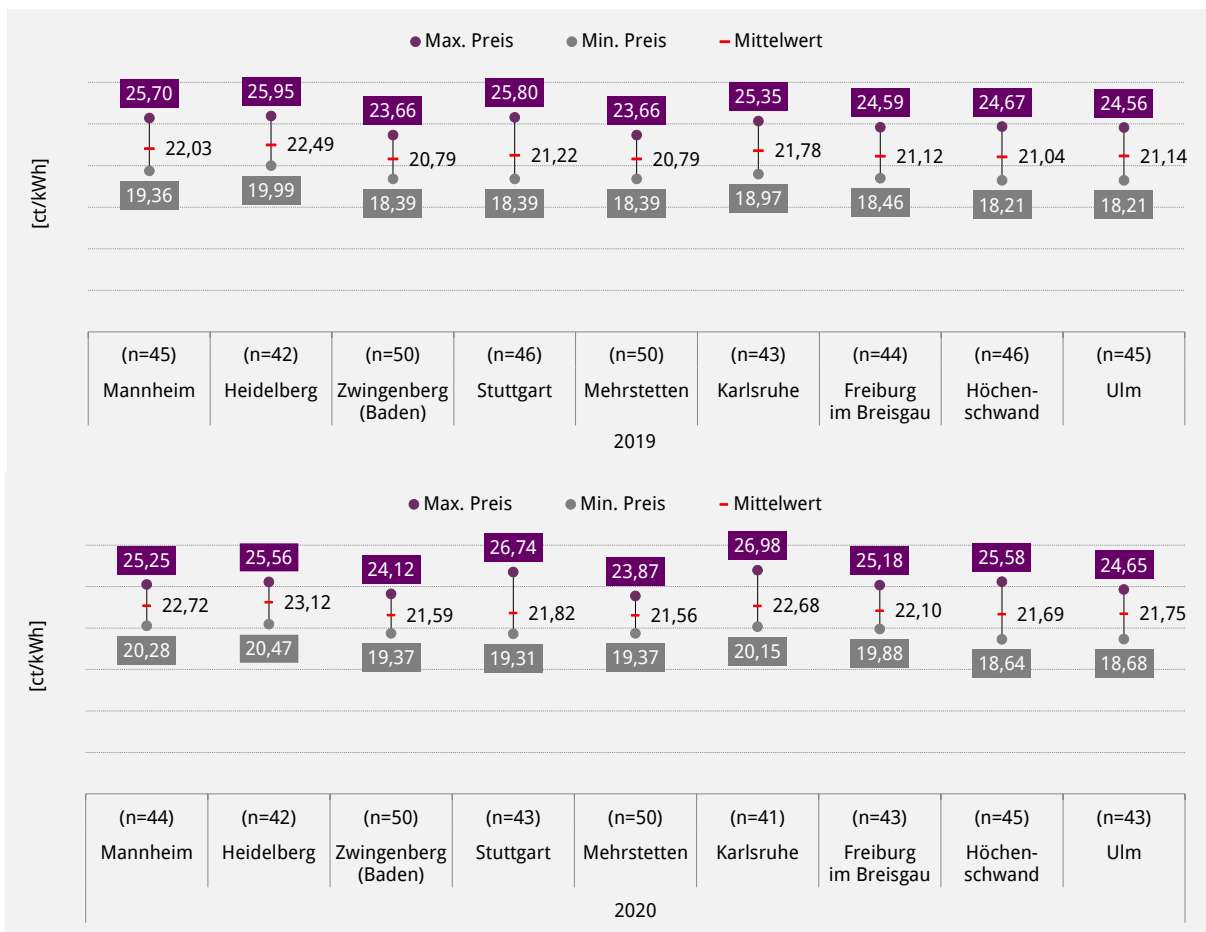 Max. Preis Min. Preis Mittelwert
25,70 25,95 23,66 25,80 23,66 25,35 24,59 24,67 24,56
22,03 22,49 20,79 21,22 20,79 21,78 21,12 21,04 21,14
19,36 19,99 18,39 18,39 18,39 18,97 18,46 18,21 18,21
[ct/kWh]
(n=45) (n=42) (n=50) (n=46) (n=50) (n=43) (n=44) (n=46) (n=45)
Mannheim Heidelberg Zwingenberg Stuttgart Mehrstetten Karlsruhe Freiburg Höchen- Ulm
(Baden) im Breisgau schwand
2019
Max. Preis Min. Preis Mittelwert
25,25 25,56 24,12 26,74 23,87 26,98 25,18 25,58 24,65
22,72 23,12 21,59 21,82 21,56 22,68 22,10 21,69 21,75
20,28 20,47 19,37 19,31 19,37 20,15 19,88 18,64 18,68
[ct/kWh]
(n=44) (n=42) (n=50) (n=43) (n=50) (n=41) (n=43) (n=45) (n=43)
Mannheim Heidelberg Zwingenberg Stuttgart Mehrstetten Karlsruhe Freiburg Höchen- Ulm
(Baden) im Breisgau schwand
2020